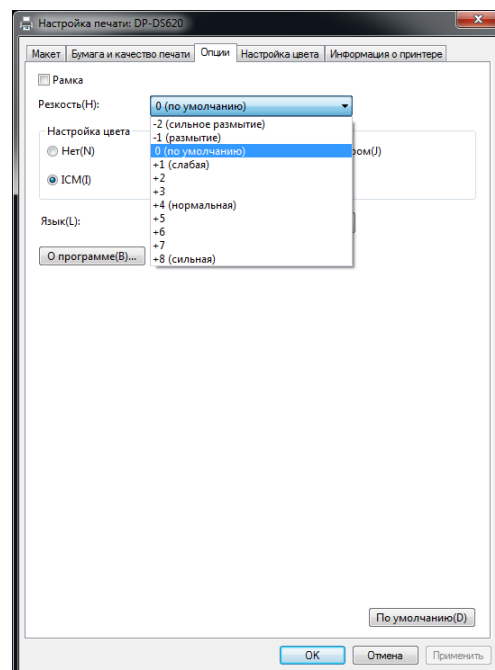 Настройка печати: DP-DS620
Макет Бумага и качество печати Опции Настройка цвета Информация о принтере
Рамка
Резкость(H): 0 (по умолчанию)
-2 (сильное размытие)
-1 (размытие)
0 (по умолчанию)
+1 (слабая)
+2
+3
+4 (нормальная)
+5
+6
+7
+8 (сильная)
Настройка цвета
Нет(N) ром(J)
ICM(I)
Язык(L):
О программе(B)...
По умолчанию(D)
OK Отмена Применить